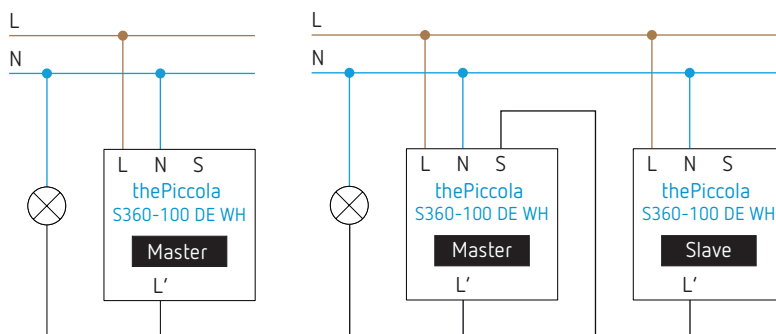 L
N
L N S
thePiccola
S360-100 DE WH
Master
L’
L
N
L N S
thePiccola
S360-100 DE WH
Master
L’
L N S
thePiccola
S360-100 DE WH
Slave
L’